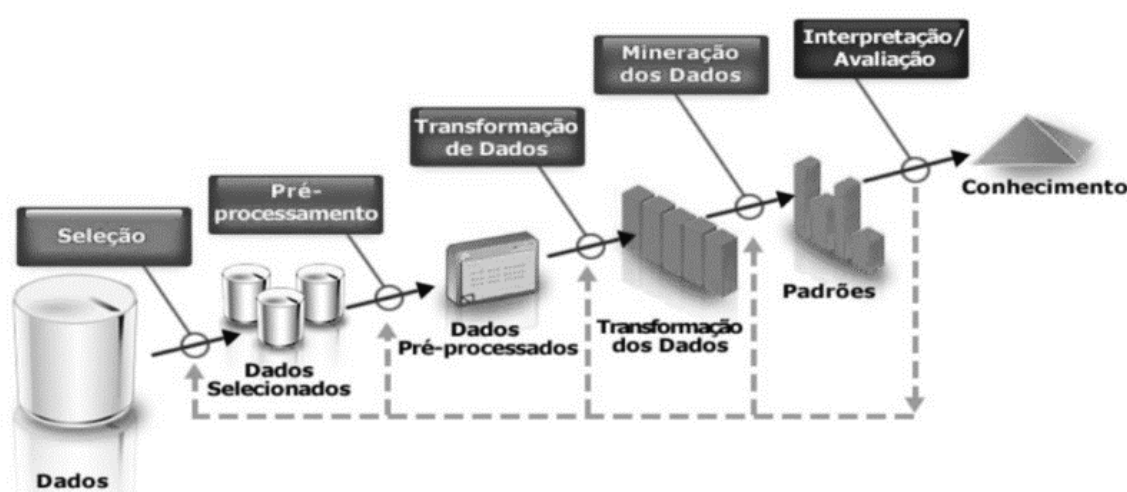 Seleção
Pré-
processamento
Transformação
de Dados
Mineração
dos Dados
Interpretação/
Avaliação
Dados
Dados
Selecionados
Dados
Pré-processados
Transformação
dos Dados
Padrões
Conhecimento